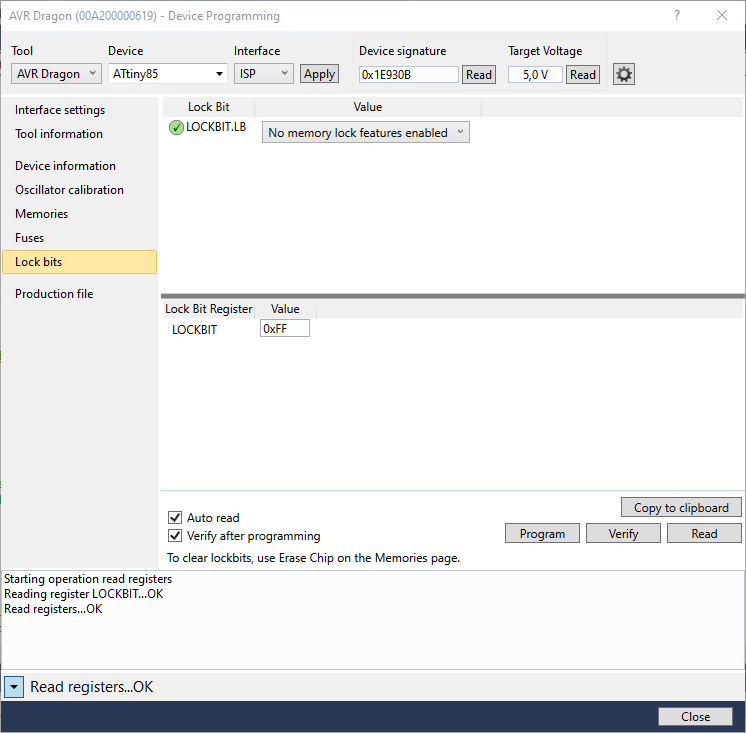 AVR Dragon (00A200000619) - Device Programming
Tool Device Interface Device signature Target Voltage
AVR Dragon ATtiny85 ISP Apply 0x1E930B Read 5,0 V Read
Interface settings
Tool information
Device information
Oscillator calibration
Memories
Fuses
Lock bits
Production file
Lock Bit Value
LOCKBIT.LB No memory lock features enabled
Lock Bit Register Value
LOCKBIT 0xFF
Copy to clipboard
Auto read
Verify after programming
Program Verify Read
To clear lockbits, use Erase Chip on the Memories page.
Starting operation read registers
Reading register LOCKBIT...OK
Read registers...OK
Read registers...OK
Close